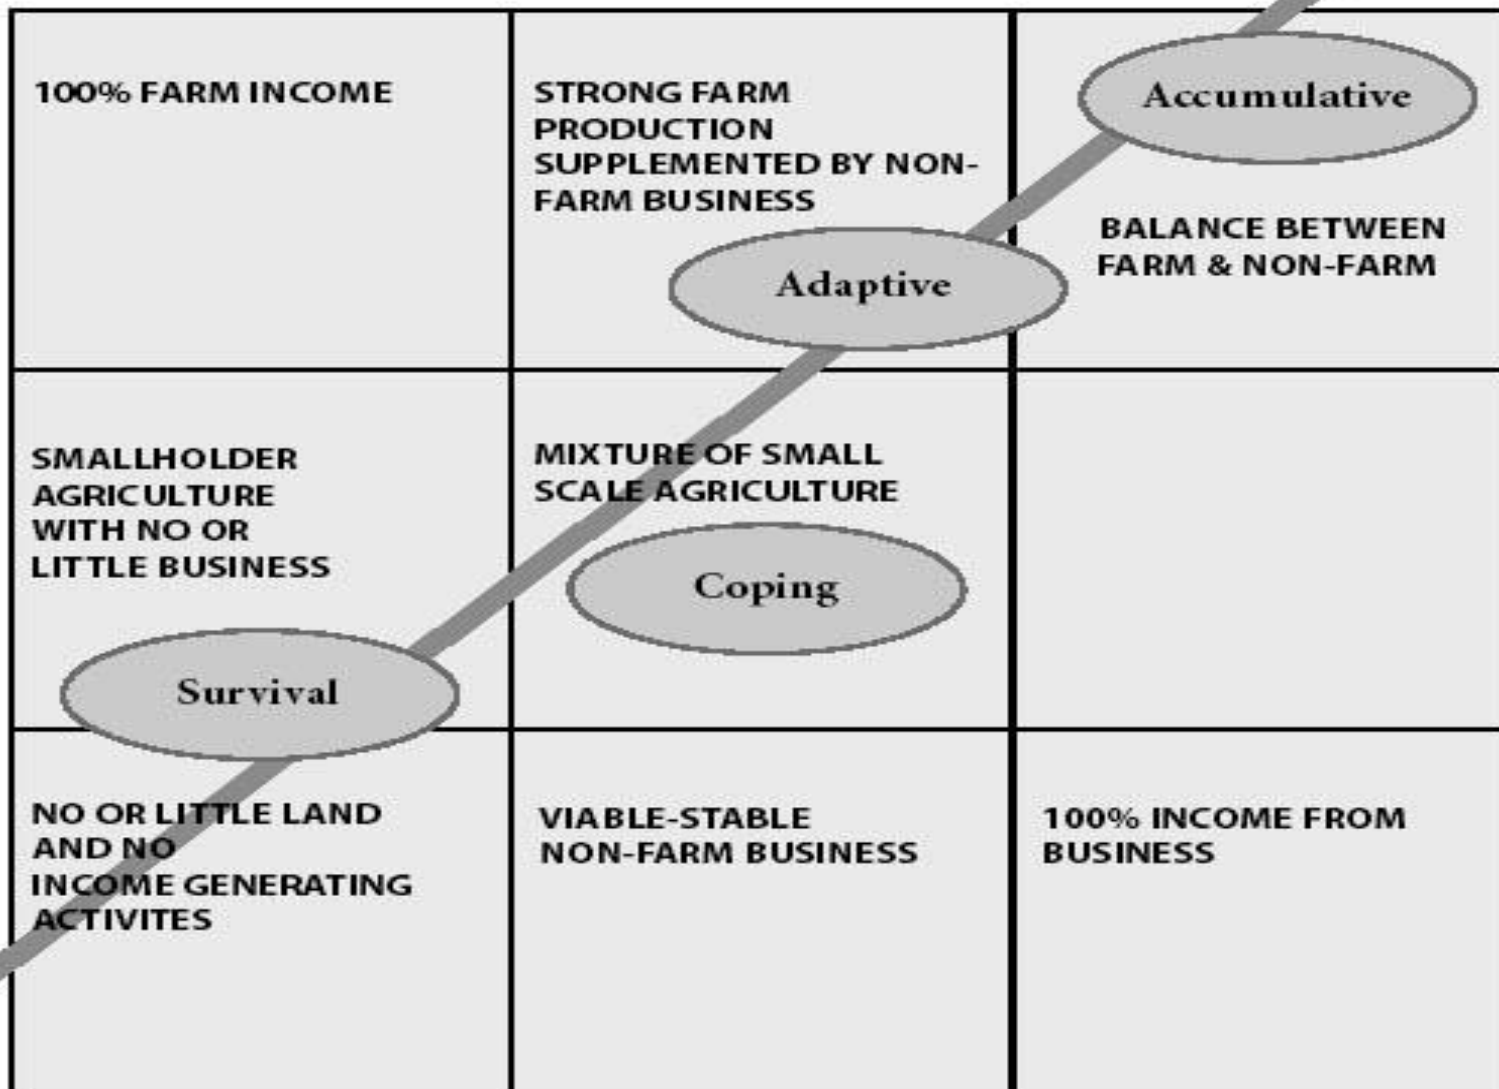 100% FARM INCOME
STRONG FARM
PRODUCTION
SUPPLEMENTED BY NON-
FARM BUSINESS
Accumulative
BALANCE BETWEEN
FARM & NON-FARM
Adaptive
SMALLHOLDER
AGRICULTURE
WITH NO OR
LITTLE BUSINESS
Survival
MIXTURE OF SMALL
SCALE AGRICULTURE
Coping
NO OR LITTLE LAND
AND NO
INCOME GENERATING
ACTIVITES
VIABLE-STABLE
NON-FARM BUSINESS
100% INCOME FROM
BUSINESS